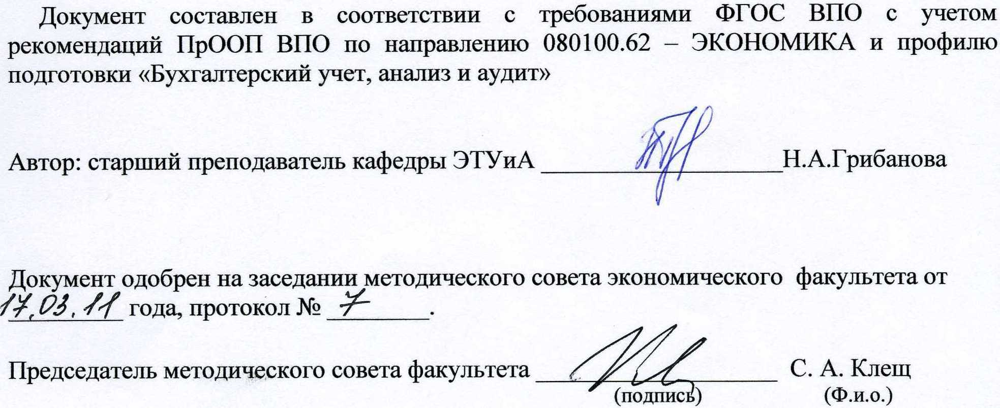 Документ составлен в соответствии с требованиями ФГОС ВПО с учетом
рекомендаций ПрООП ВПО по направлению 080100.62 – ЭКОНОМИКА и профилю
подготовки «Бухгалтерский учет, анализ и аудит»
Автор: старший преподаватель кафедры ЭТУиА ____________________Н.А.Грибанова
Документ одобрен на заседании методического совета экономического факультета от
17.03.11 года, протокол № 7.
Председатель методического совета факультета ____________________ С. А. Клещ
(подпись) (Ф.и.о.)